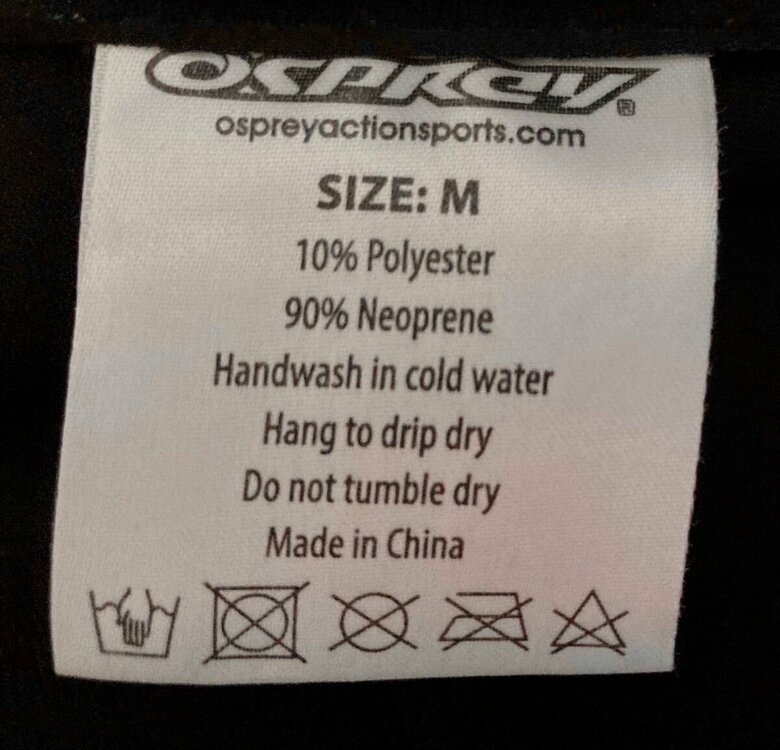 OSPREY®
ospreyactionsports.com
SIZE: M
10% Polyester
90% Neoprene
Handwash in cold water
Hang to drip dry
Do not tumble dry
Made in China